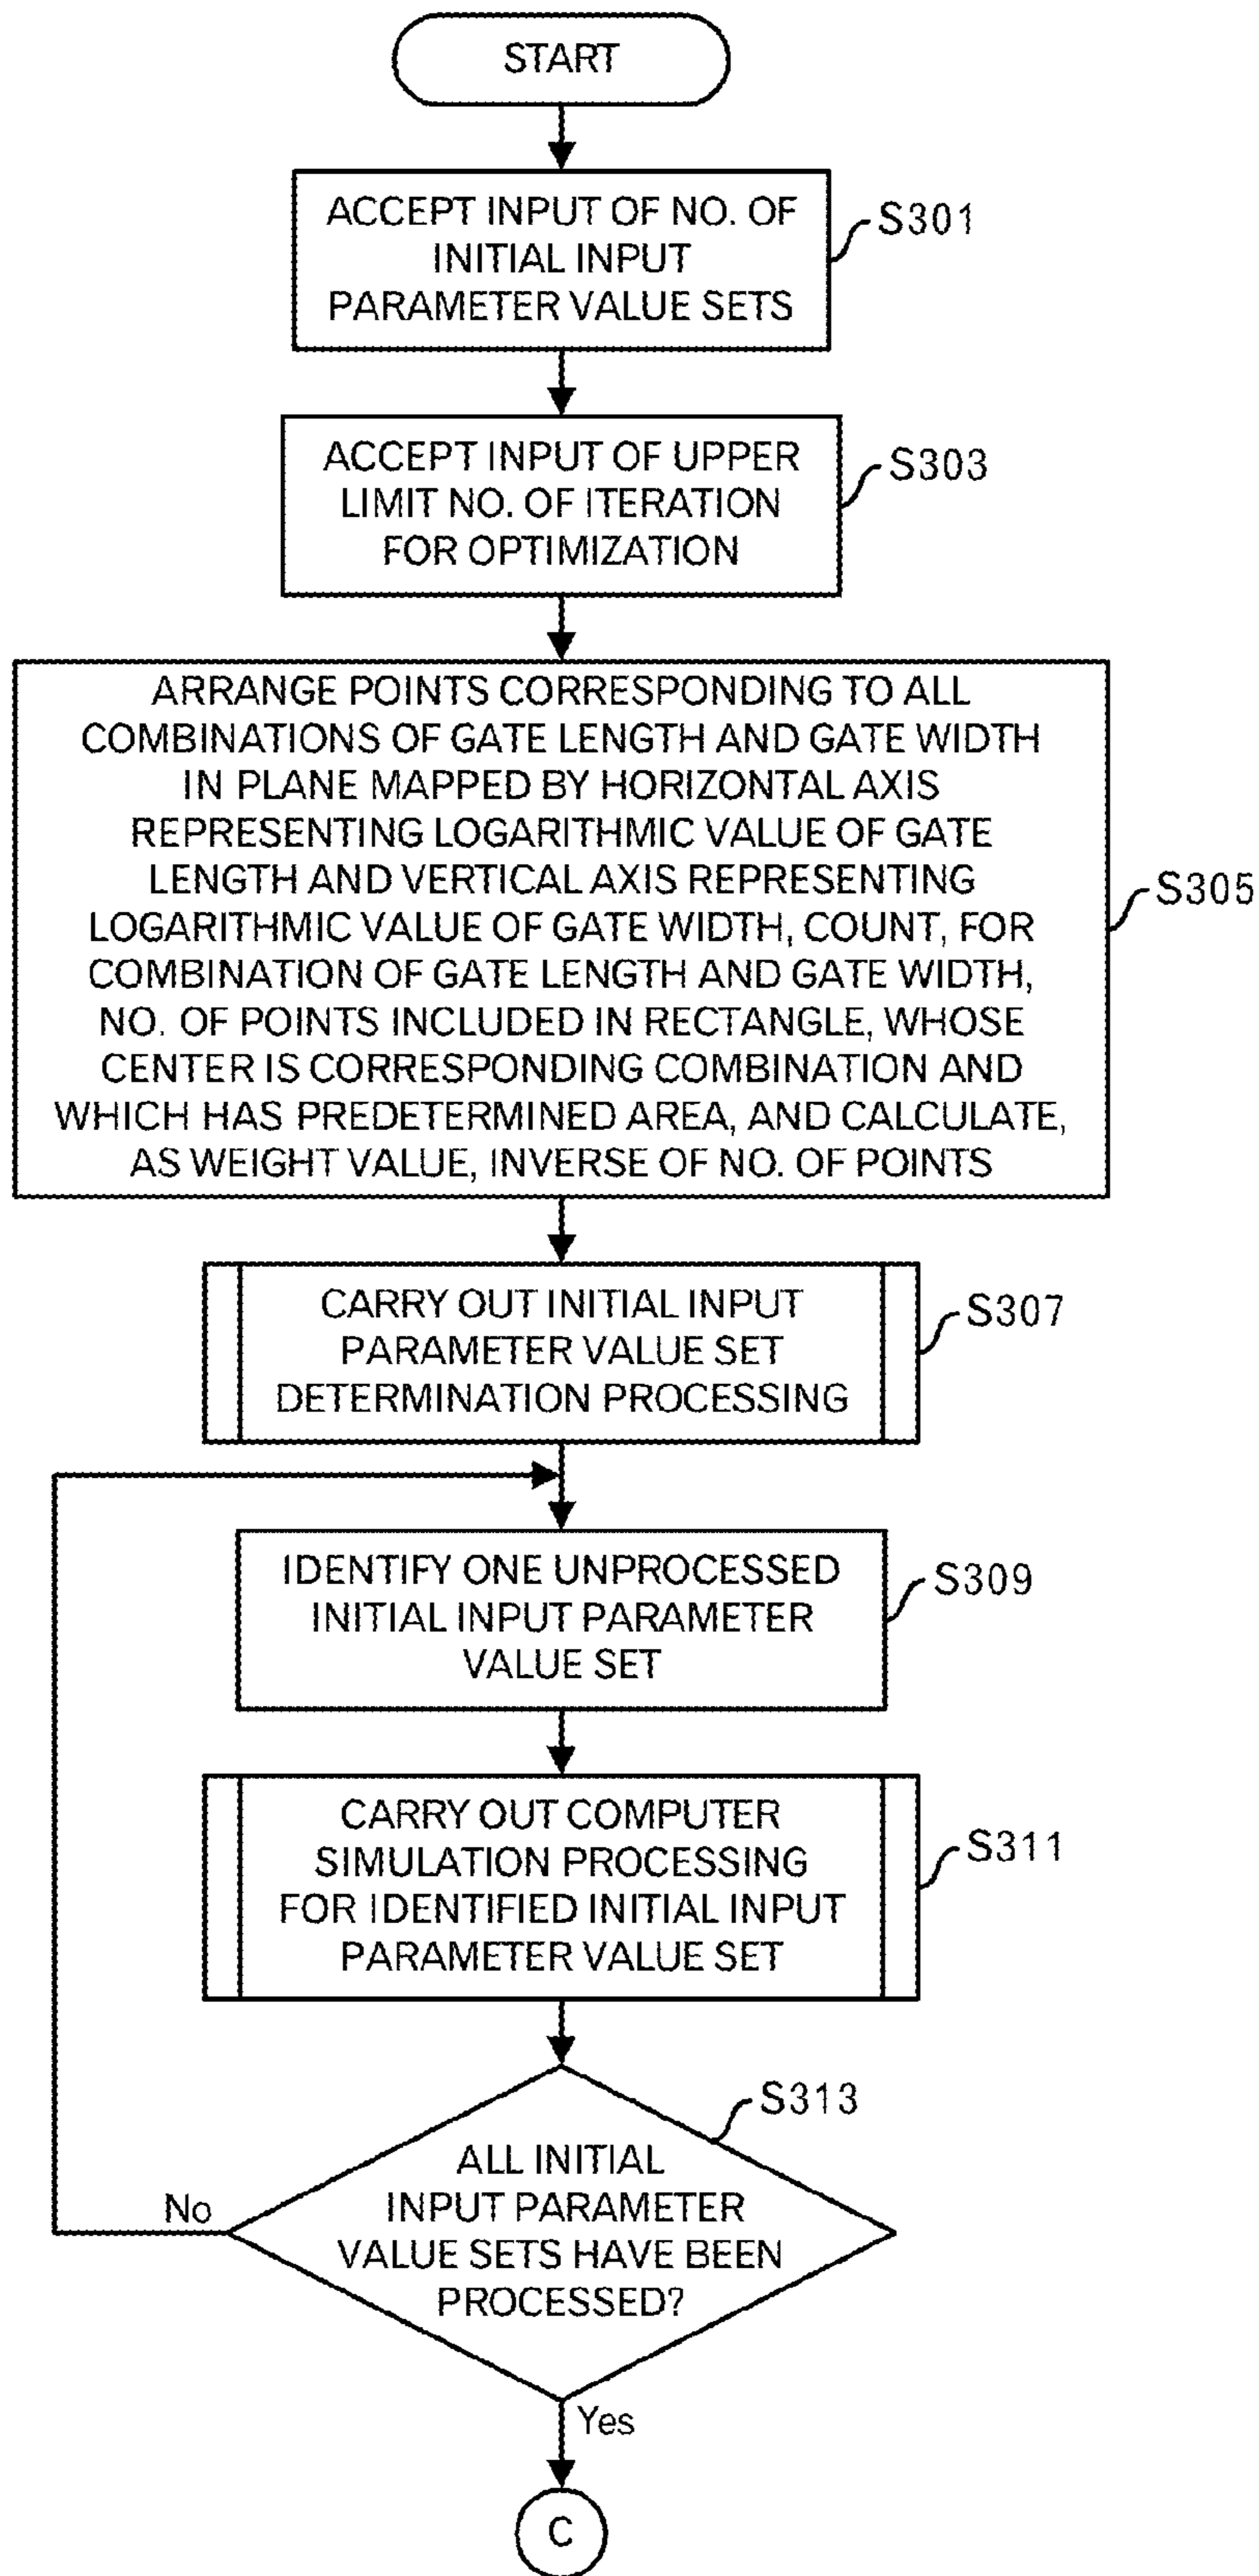 START
ACCEPT INPUT OF NO. OF
INITIAL INPUT
PARAMETER VALUE SETS
S301
ACCEPT INPUT OF UPPER
LIMIT NO. OF ITERATION
FOR OPTIMIZATION
S303
ARRANGE POINTS CORRESPONDING TO ALL
COMBINATIONS OF GATE LENGTH AND GATE WIDTH
IN PLANE MAPPED BY HORIZONTAL AXIS
REPRESENTING LOGARITHMIC VALUE OF GATE
LENGTH AND VERTICAL AXIS REPRESENTING
LOGARITHMIC VALUE OF GATE WIDTH, COUNT, FOR
COMBINATION OF GATE LENGTH AND GATE WIDTH,
NO. OF POINTS INCLUDED IN RECTANGLE, WHOSE
CENTER IS CORRESPONDING COMBINATION AND
WHICH HAS PREDETERMINED AREA, AND CALCULATE,
AS WEIGHT VALUE, INVERSE OF NO. OF POINTS
S305
CARRY OUT INITIAL INPUT
PARAMETER VALUE SET
DETERMINATION PROCESSING
S307
IDENTIFY ONE UNPROCESSED
INITIAL INPUT PARAMETER
VALUE SET
S309
CARRY OUT COMPUTER
SIMULATION PROCESSING
FOR IDENTIFIED INITIAL INPUT
PARAMETER VALUE SET
S311
S313
ALL INITIAL
INPUT PARAMETER
VALUE SETS HAVE BEEN
PROCESSED?
No
Yes
C